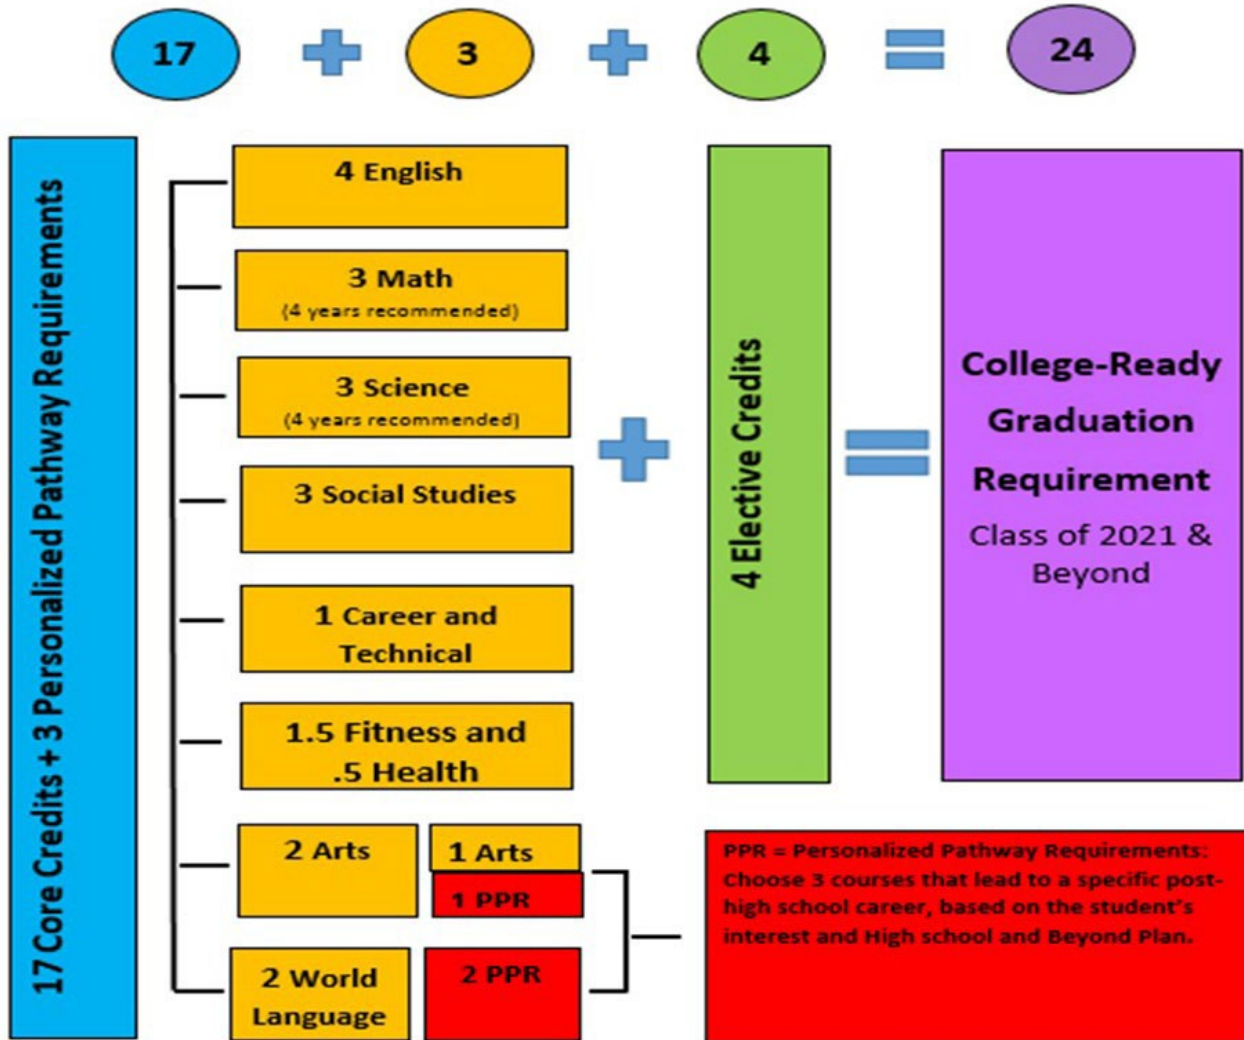 17
3
4
24
17 Core Credits + 3 Personalized Pathway Requirements
4 English
3 Math
(4 years recommended)
3 Science
(4 years recommended)
3 Social Studies
1 Career and
Technical
1.5 Fitness and
.5 Health
2 Arts
1 Arts
1 PPR
2 World
Language
2 PPR
4 Elective Credits
College-Ready
Graduation
Requirement
Class of 2021 &
Beyond
PPR = Personalized Pathway Requirements:
Choose 3 courses that lead to a specific post-
high school career, based on the student's
interest and High school and Beyond Plan.